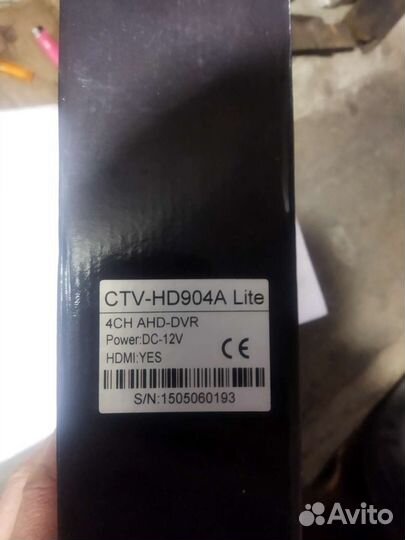 CTV-HD904A Lite
4CH AHD-DVR
Power:DC-12V
HDMI:YES
CE
S/N:1505060193
Avito